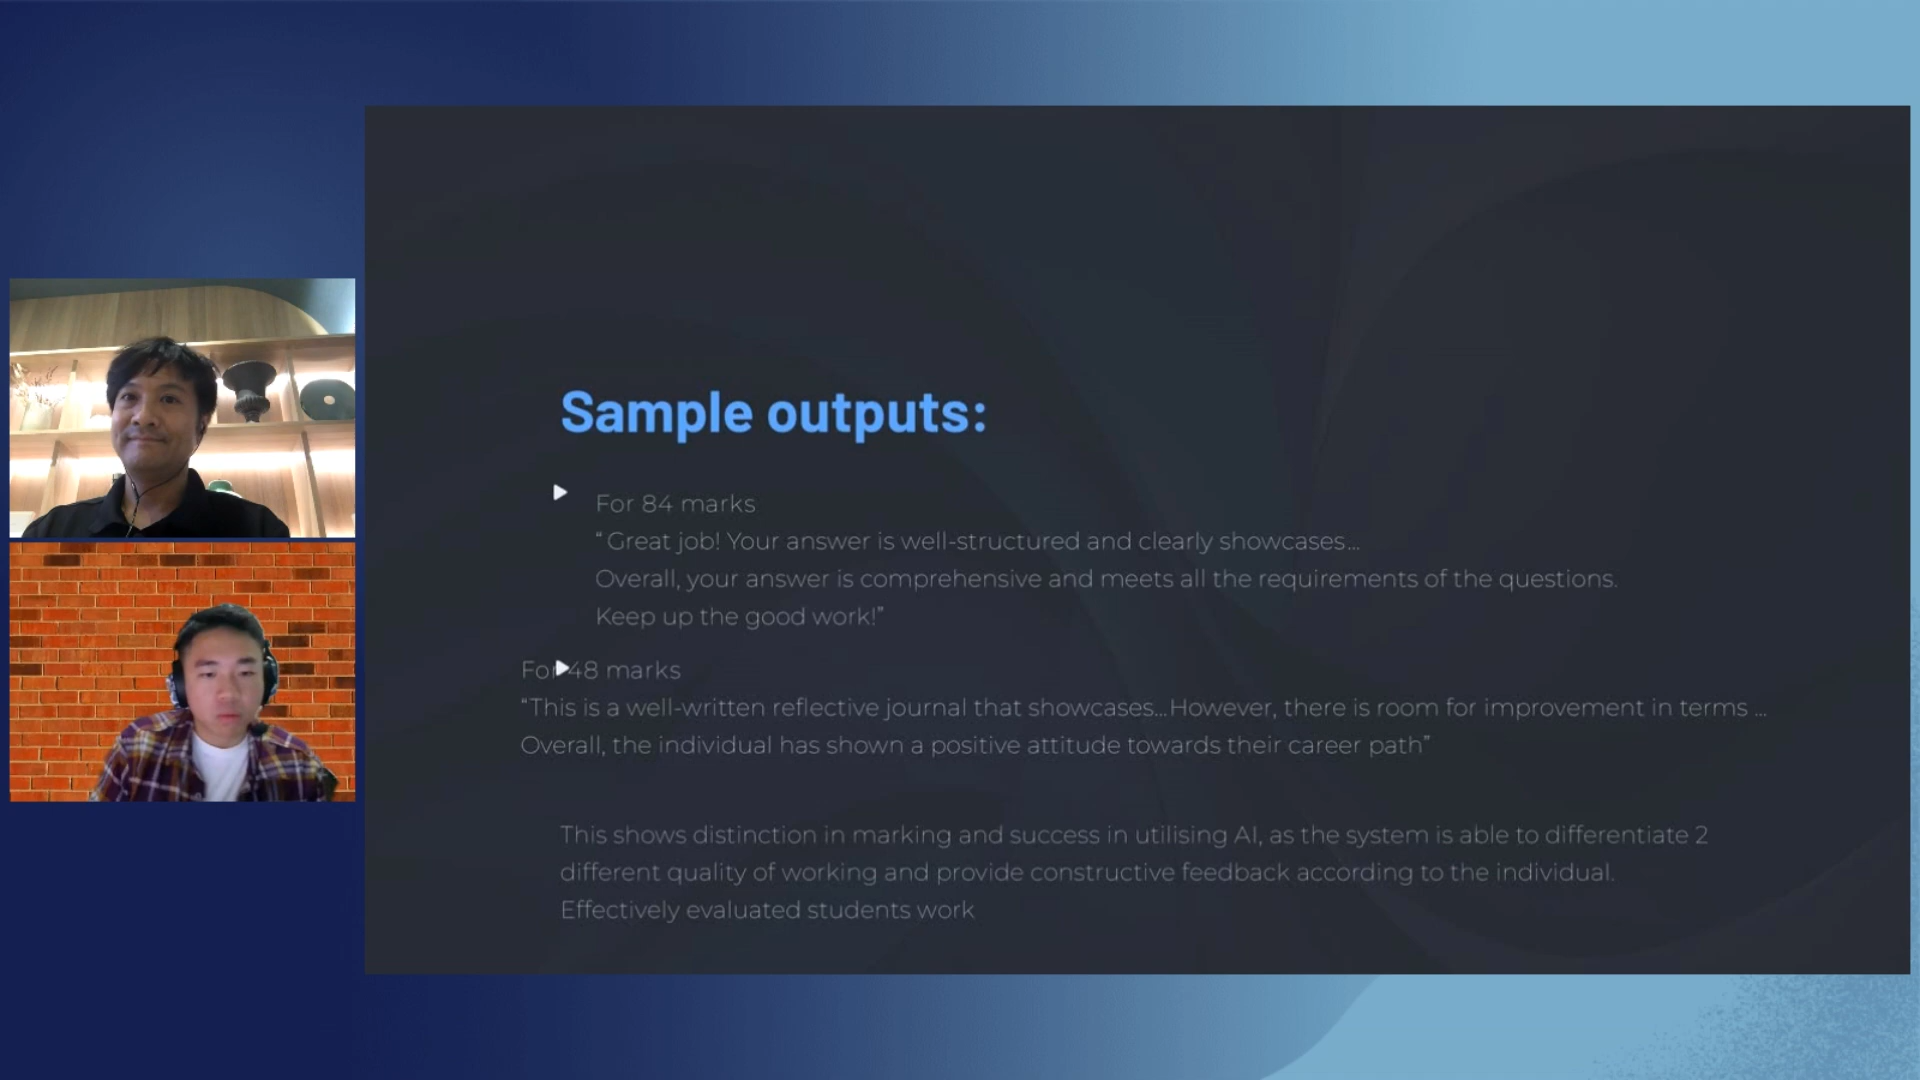 Sample outputs:
For 84 marks
“Great job! Your answer is well-structured and clearly showcases…
Overall, your answer is comprehensive and meets all the requirements of the questions.
Keep up the good work!”
For 48 marks
“This is a well-written reflective journal that showcases…However, there is room for improvement in terms …
Overall, the individual has shown a positive attitude towards their career path”
This shows distinction in marking and success in utilising AI, as the system is able to differentiate 2
different quality of working and provide constructive feedback according to the individual.
Effectively evaluated students work